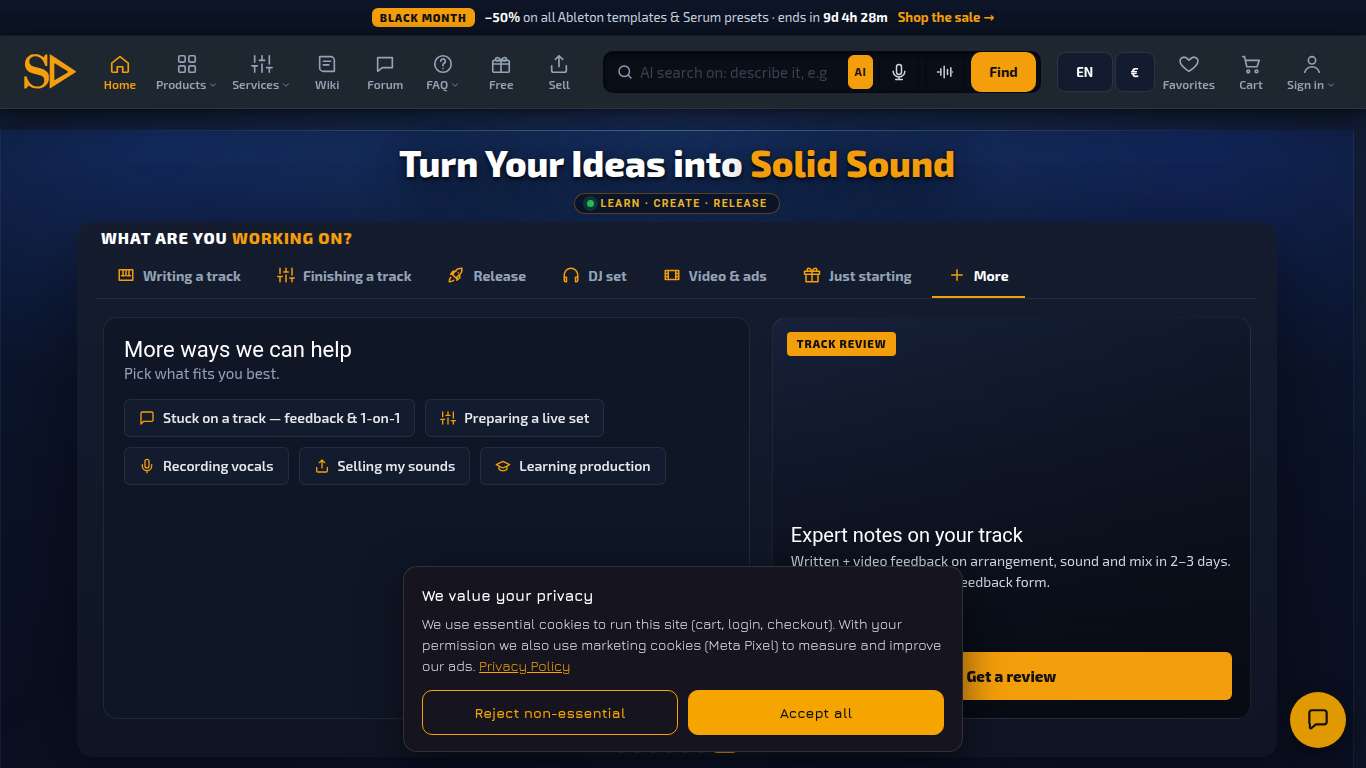 BLACK MONTH −50% on all Ableton templates & Serum presets · ends in 9d 4h 28m Shop the sale →
Home Products Services Wiki Forum FAQ Free Sell AI search on: describe it, e.g AI Find EN € Favorites Cart Sign in
Turn Your Ideas into Solid Sound
LEARN · CREATE · RELEASE
WHAT ARE YOU WORKING ON?
Writing a track Finishing a track Release DJ set Video & ads Just starting More
More ways we can help
Pick what fits you best.
Stuck on a track — feedback & 1-on-1 Preparing a live set
Recording vocals Selling my sounds Learning production
TRACK REVIEW
Expert notes on your track
Written + video feedback on arrangement, sound and mix in 2–3 days.
feedback form.
Get a review
We value your privacy
We use essential cookies to run this site (cart, login, checkout). With your
permission we also use marketing cookies (Meta Pixel) to measure and improve
our ads. Privacy Policy
Reject non-essential Accept all